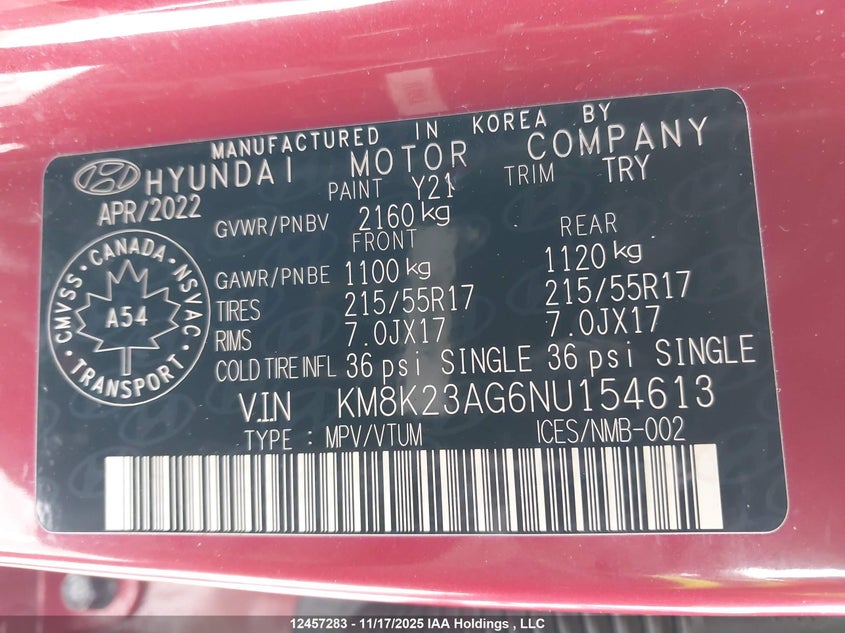 MANUFACTURED IN KOREA BY
HYUNDAI MOTOR COMPANY
APR/2022 PAINT Y21 TRIM TRY
GVWR/PNBV 2160 kg
FRONT REAR
GAWR/PNBE 1100 kg 1120 kg
TIRES 215/55R17 215/55R17
RIMS 7.0JX17 7.0JX17
COLD TIRE INFL 36 psi SINGLE 36 psi SINGLE
CANADA · NSVAC · TRANSPORT · CMVSS ·
A54
V.I.N KM8K23AG6NU154613
TYPE : MPV/VTUM ICES/NMB-002
12457283 - 11/17/2025 IAA Holdings , LLC